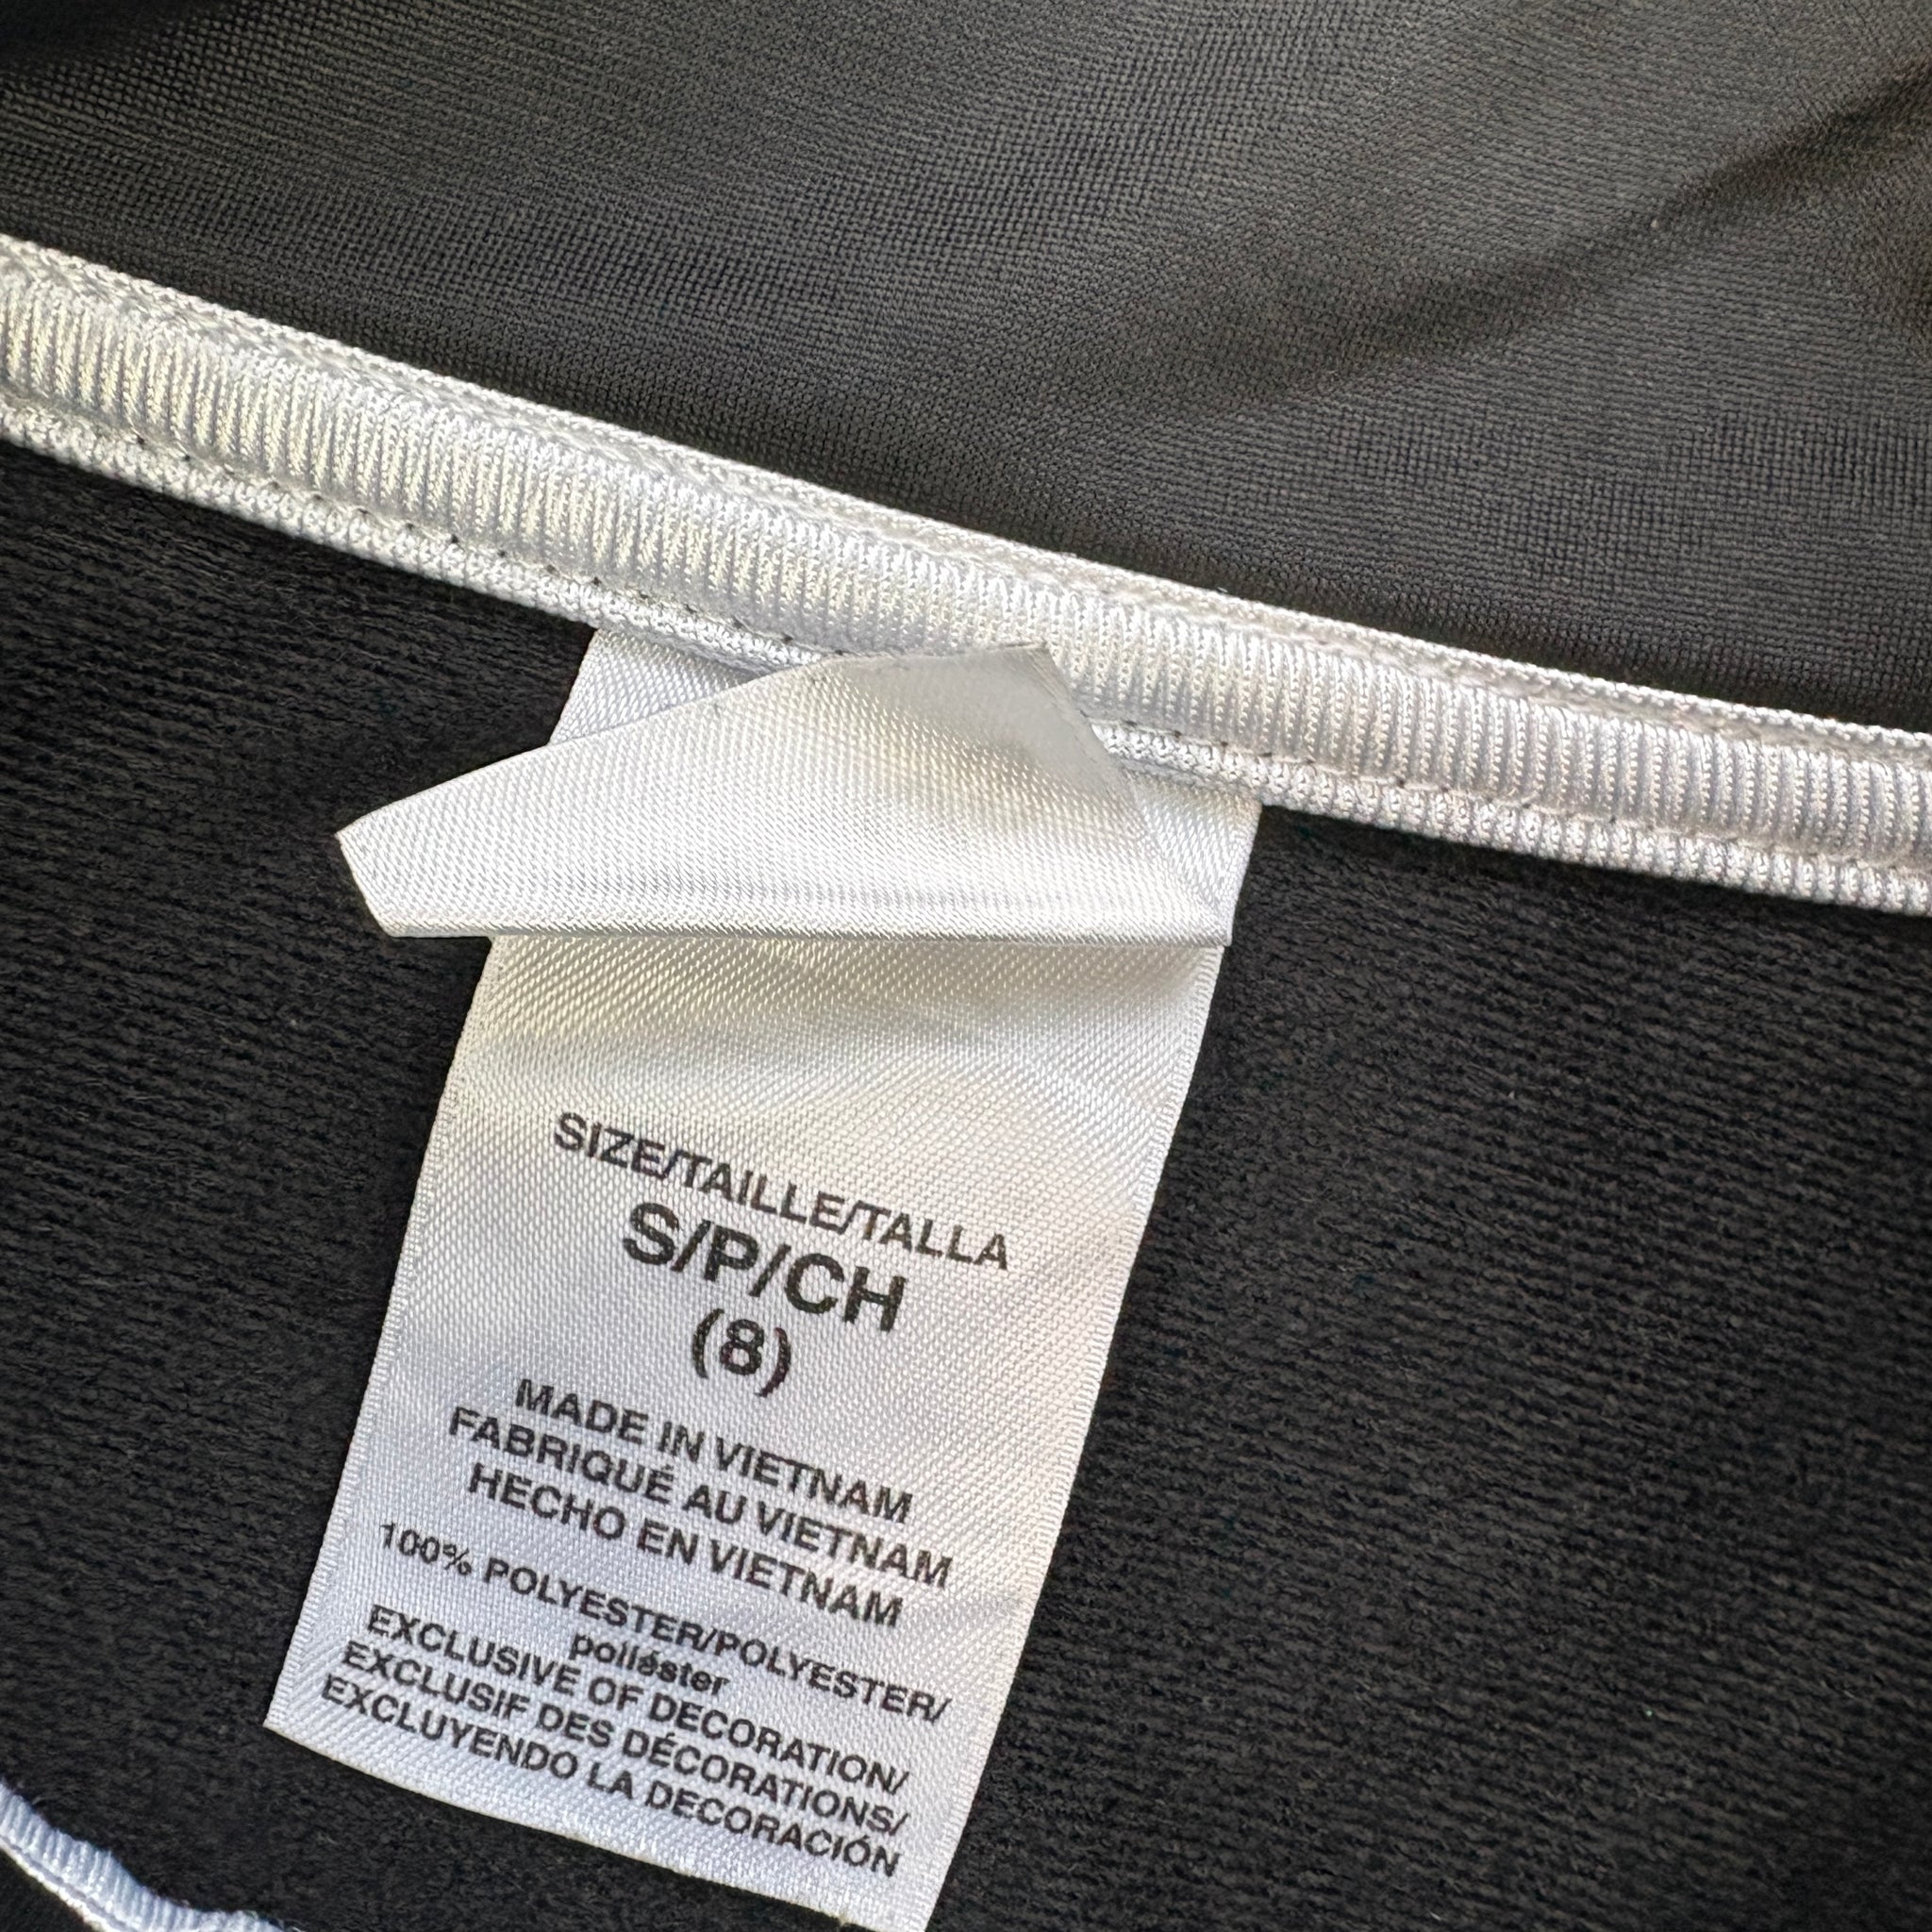 SIZE/TAILLE/TALLA
S/P/CH
(8)
MADE IN VIETNAM
FABRIQUÉ AU VIETNAM
HECHO EN VIETNAM
100% POLYESTER/POLYESTER/
poliéster
EXCLUSIVE OF DECORATION/
EXCLUSIF DES DÉCORATIONS/
EXCLUYENDO LA DECORACIÓN